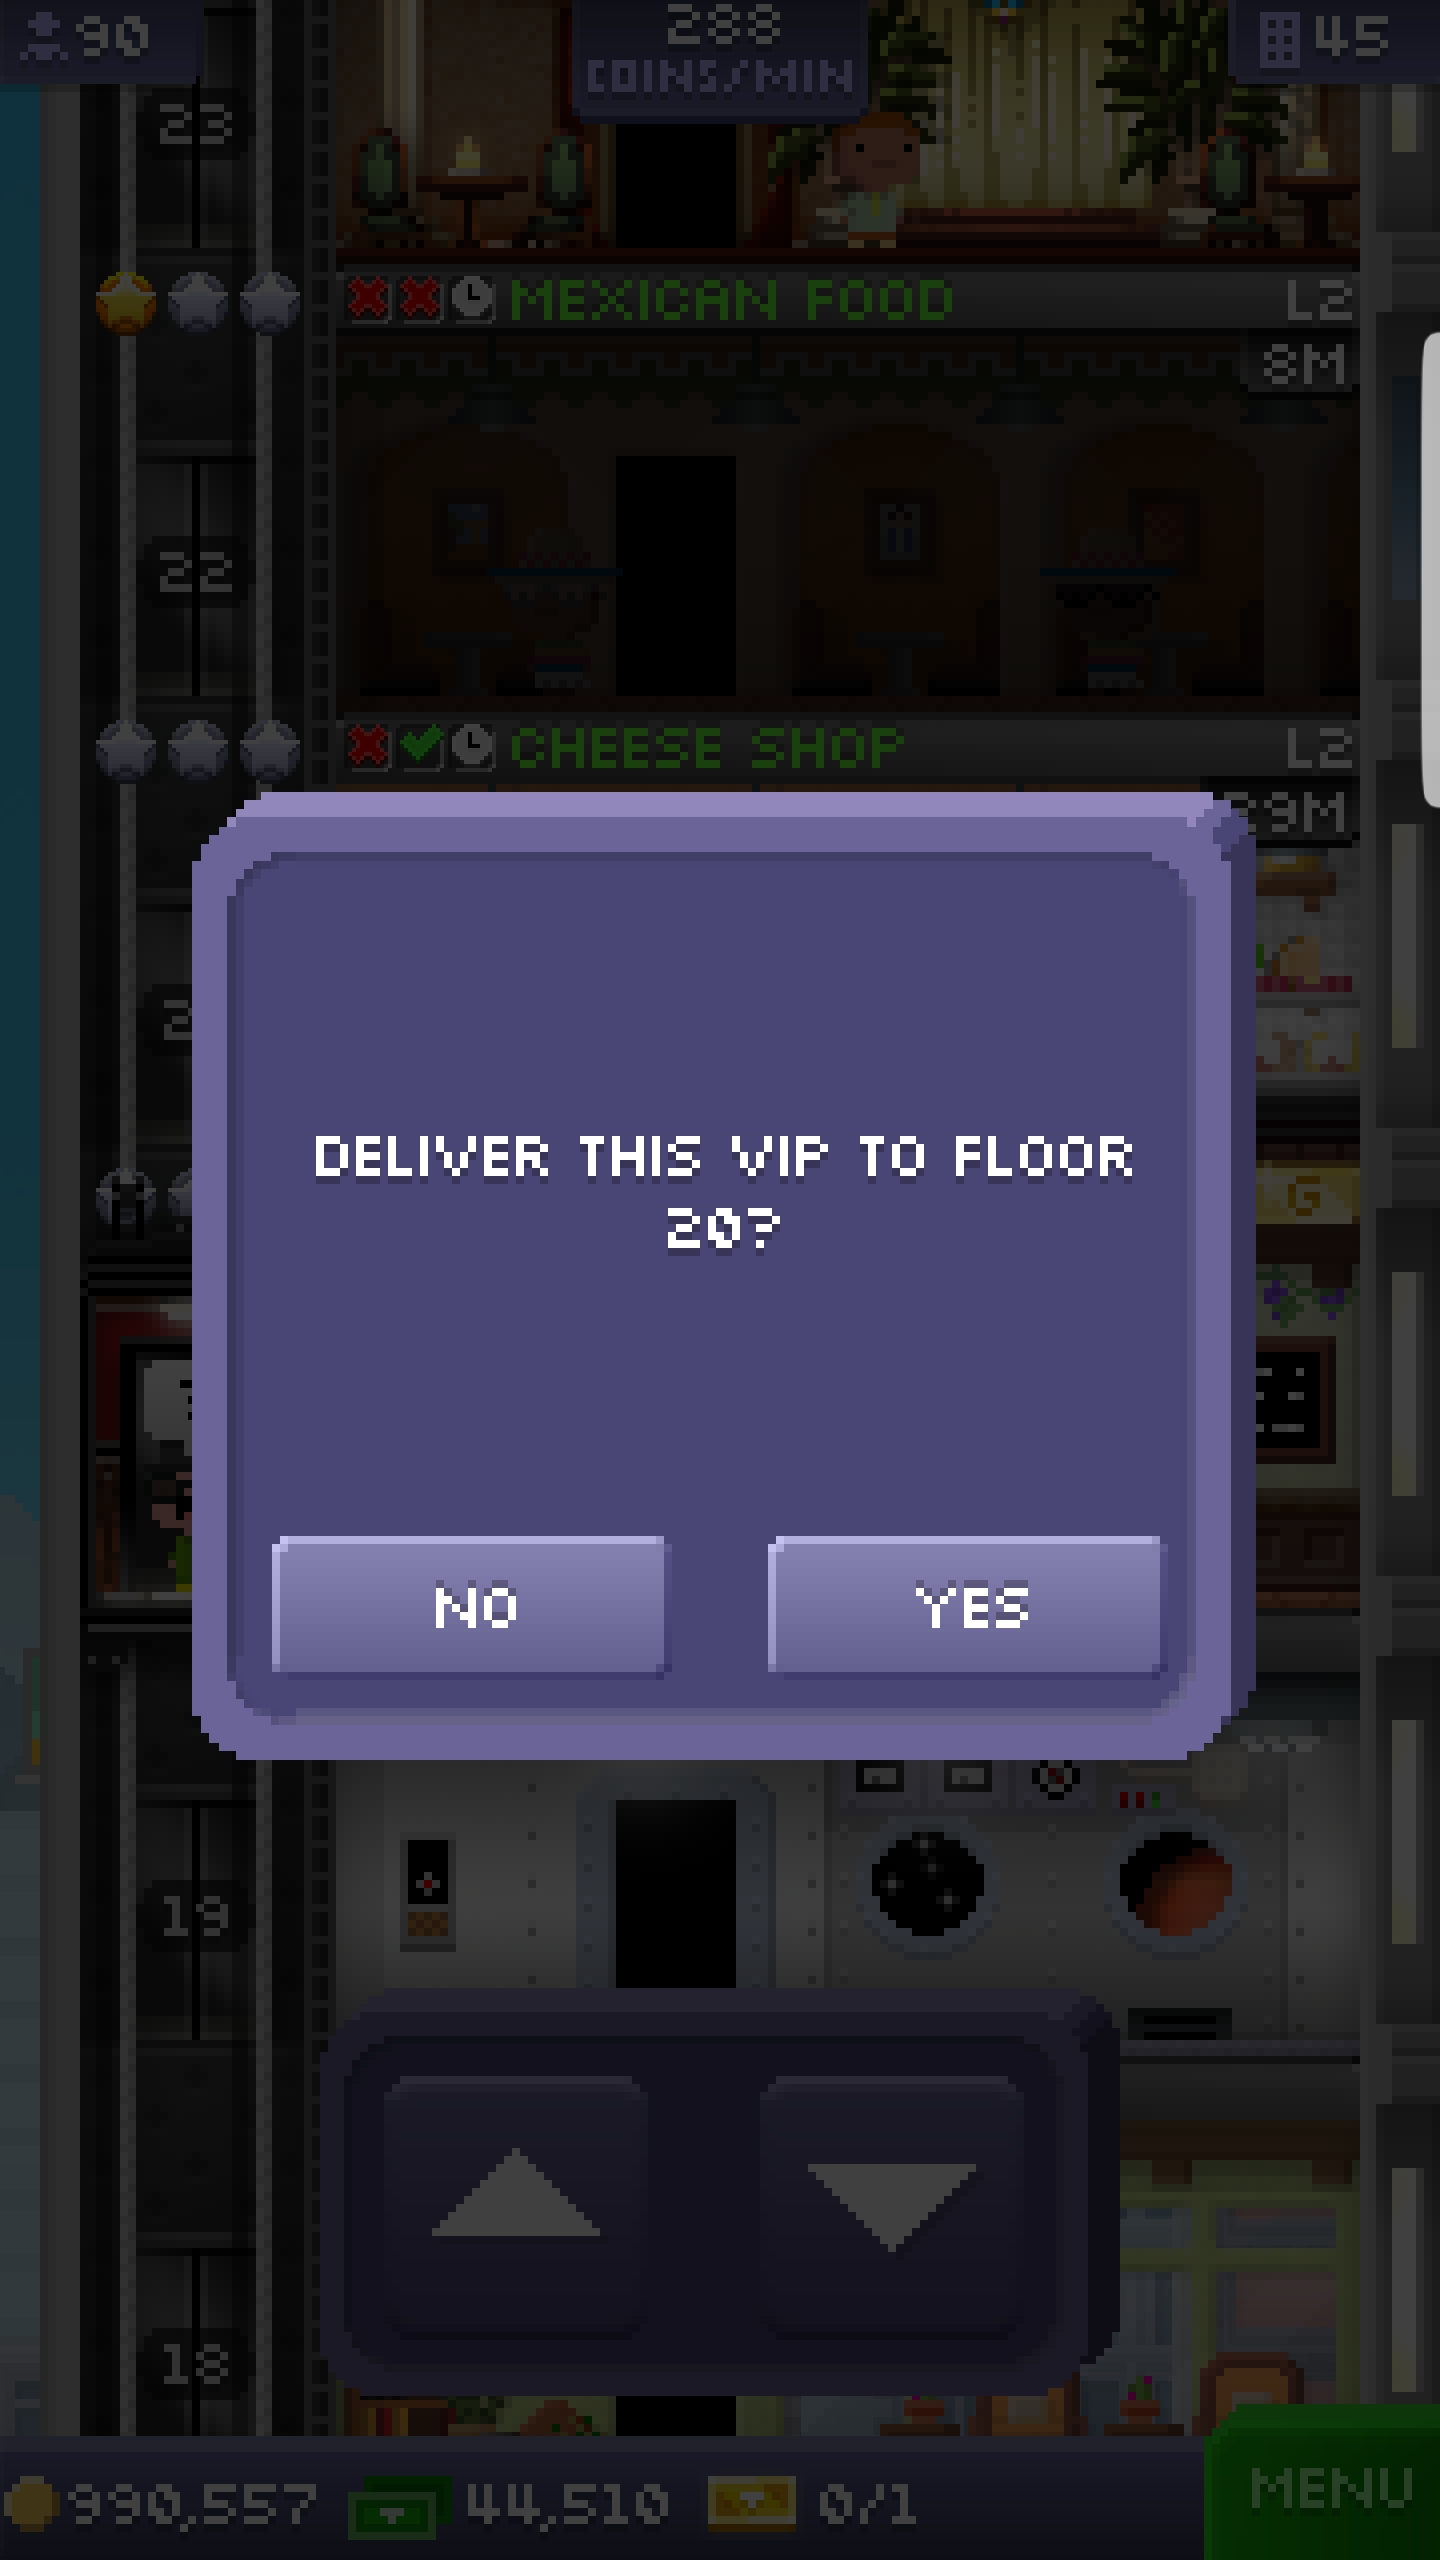 90
288
COINS/MIN
45
23
MEXICAN FOOD L2
8M
22
CHEESE SHOP L2
29M
DELIVER THIS VIP TO FLOOR
20?
NO YES
19
18
990,557 44,510 0/1 MENU